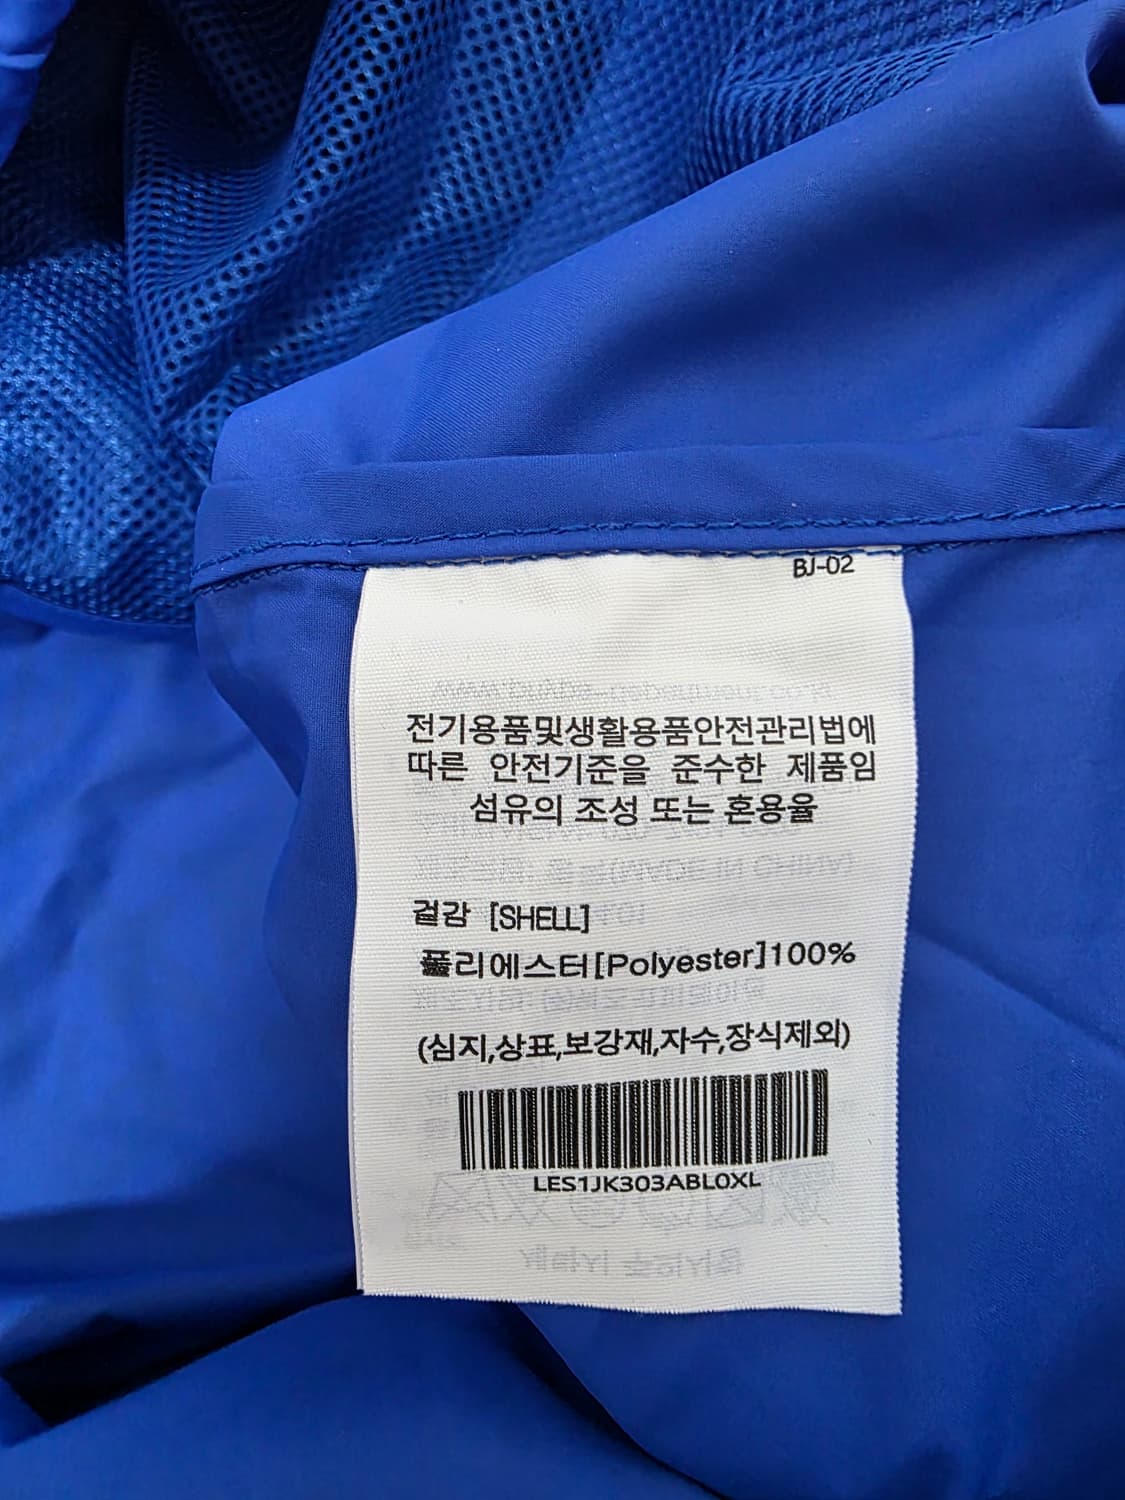 BJ-02
전기용품및생활용품안전관리법에
따른 안전기준을 준수한 제품임
섬유의 조성 또는 혼용율
겉감 [SHELL]
폴리에스터[Polyester]100%
(심지,상표,보강재,자수,장식제외)
LES1JK303ABL0XL